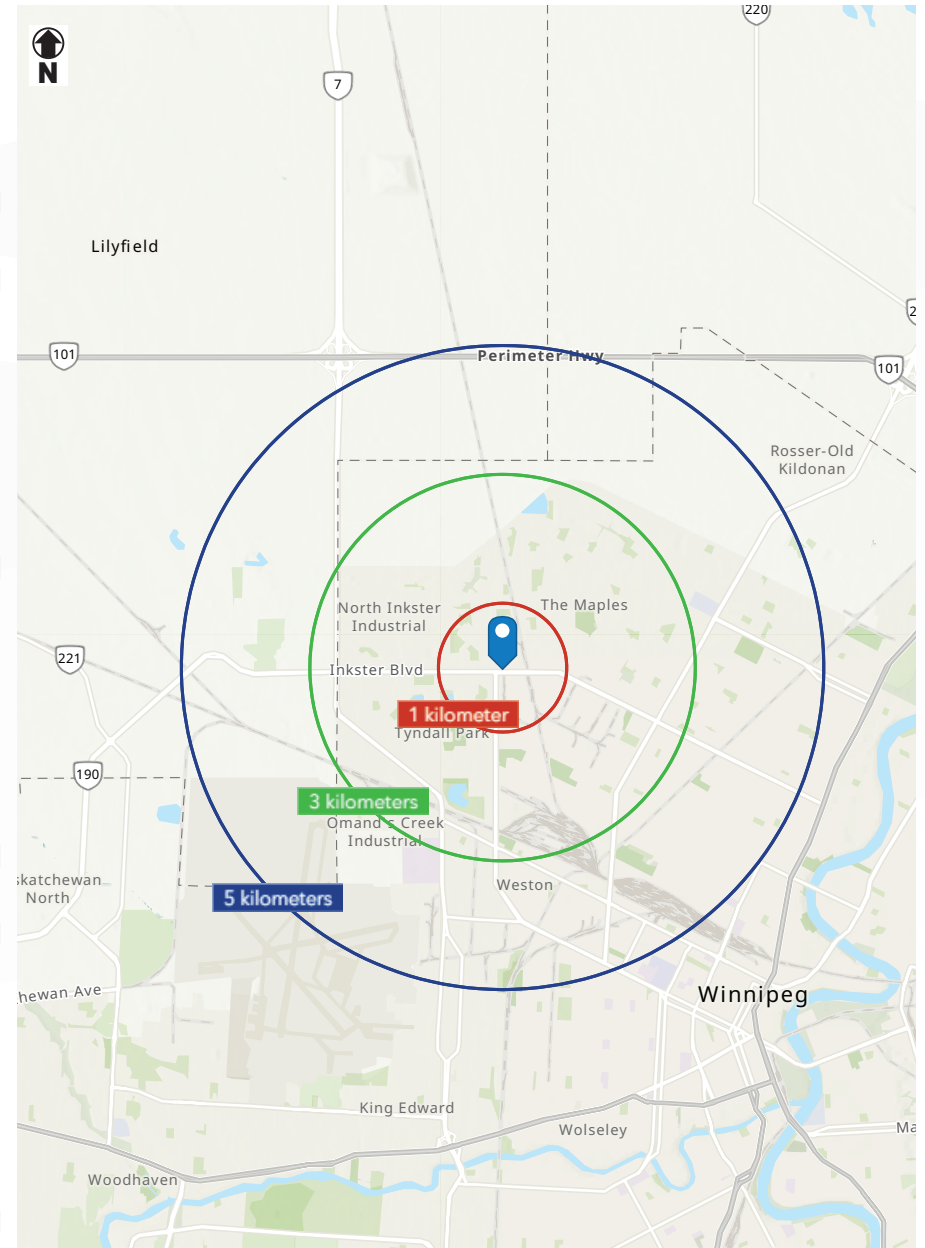 220
N
7
Lilyfield
2
101
Perimeter Hwy
101
Rosser-Old
Kildonan
North Inkster
Industrial
The Maples
221
Inkster Blvd
1 kilometer
Tyndall Park
190
3 kilometers
Omand's Creek
Industrial
skatchewan
North
Weston
5 kilometers
hewan Ave
Winnipeg
King Edward
Wolseley
Ma
Woodhaven